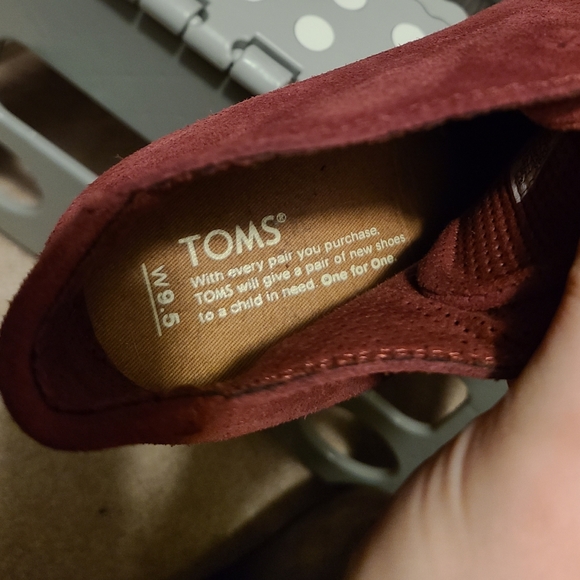 TOMS®
With every pair you purchase,
TOMS will give a pair of new shoes
to a child in need. One for One.
W9.5